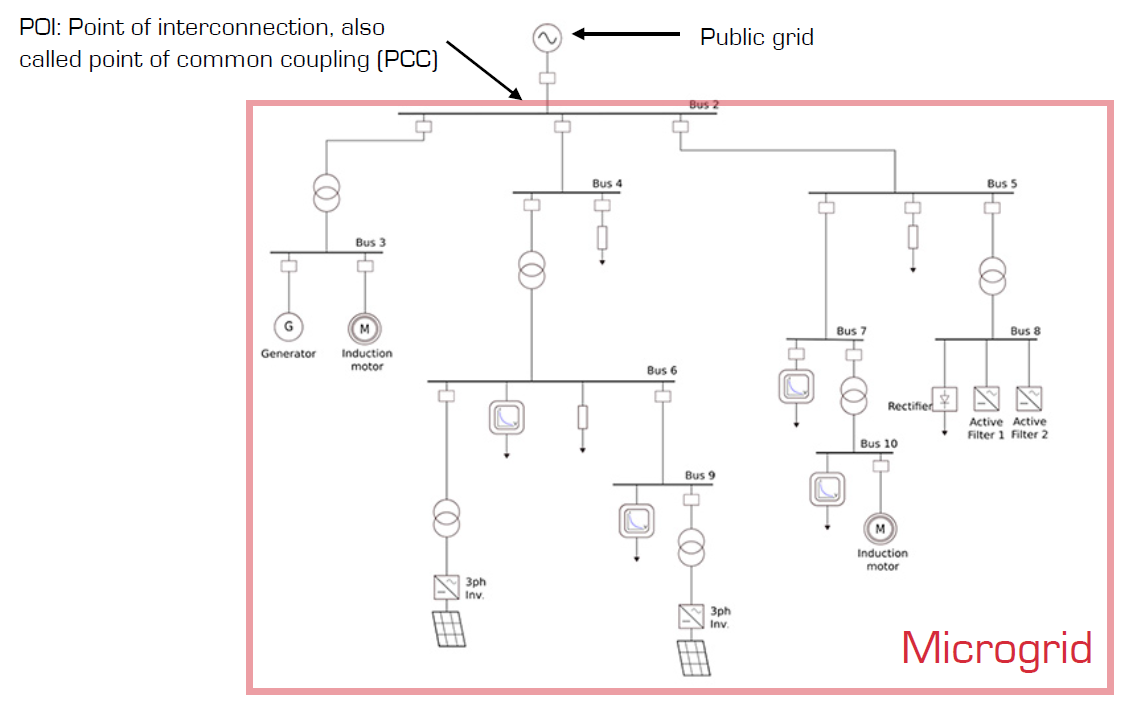 POI: Point of interconnection, also
called point of common coupling (PCC)
Public grid
Bus 2
Bus 4
Bus 5
Bus 3
G
M
Generator
Induction
motor
Bus 7
Bus 8
Bus 6
Rectifier
Active
Filter 1
Active
Filter 2
Bus 10
Bus 9
M
Induction
motor
3ph
Inv.
3ph
Inv.
Microgrid